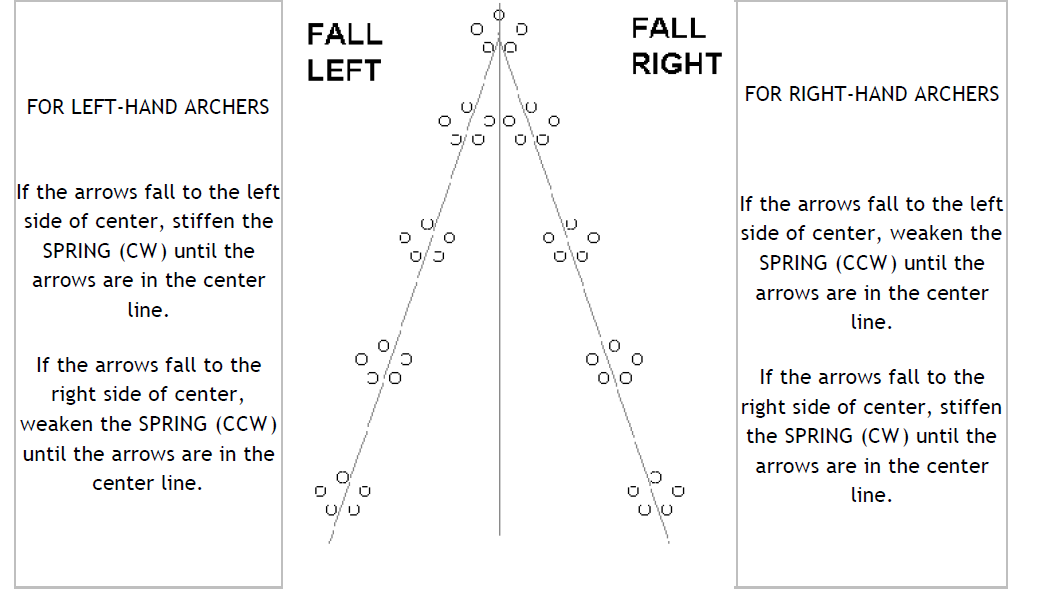 FOR LEFT-HAND ARCHERS
If the arrows fall to the left
side of center, stiffen the
SPRING (CW) until the
arrows are in the center
line.
If the arrows fall to the
right side of center,
weaken the SPRING (CCW)
until the arrows are in the
center line.
FALL
LEFT
FALL
RIGHT
FOR RIGHT-HAND ARCHERS
If the arrows fall to the left
side of center, weaken the
SPRING (CCW) until the
arrows are in the center
line.
If the arrows fall to the
right side of center, stiffen
the SPRING (CW) until the
arrows are in the center
line.